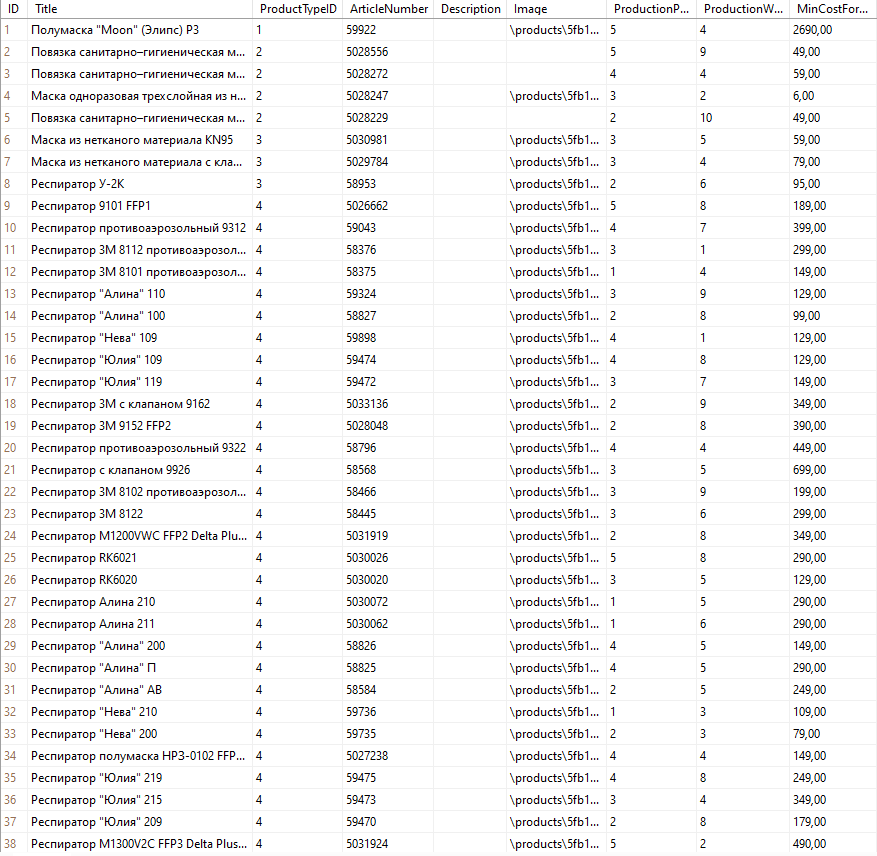 ID Title ProductTypeID ArticleNumber Description Image ProductionP... ProductionW... MinCostFor...
1 Полумаска "Moon" (Элипс) Р3 1 59922 \products\5fb1... 5 4 2690,00
2 Повязка санитарно–гигиеническая м... 2 5028556 5 9 49,00
3 Повязка санитарно–гигиеническая м... 2 5028272 4 4 59,00
4 Маска одноразовая трехслойная из н... 2 5028247 \products\5fb1... 3 2 6,00
5 Повязка санитарно–гигиеническая м... 2 5028229 2 10 49,00
6 Маска из нетканого материала KN95 3 5030981 \products\5fb1... 3 5 59,00
7 Маска из нетканого материала с кла... 3 5029784 \products\5fb1... 3 4 79,00
8 Респиратор У-2К 3 58953 \products\5fb1... 2 6 95,00
9 Респиратор 9101 FFP1 4 5026662 \products\5fb1... 5 8 189,00
10 Респиратор противоаэрозольный 9312 4 59043 \products\5fb1... 4 7 399,00
11 Респиратор 3М 8112 противоаэрозол... 4 58376 \products\5fb1... 3 1 299,00
12 Респиратор 3М 8101 противоаэрозол... 4 58375 \products\5fb1... 1 4 149,00
13 Респиратор "Алина" 110 4 59324 \products\5fb1... 3 9 129,00
14 Респиратор "Алина" 100 4 58827 \products\5fb1... 2 8 99,00
15 Респиратор "Нева" 109 4 59898 \products\5fb1... 4 1 129,00
16 Респиратор "Юлия" 109 4 59474 \products\5fb1... 4 8 129,00
17 Респиратор "Юлия" 119 4 59472 \products\5fb1... 3 7 149,00
18 Респиратор 3М с клапаном 9162 4 5033136 \products\5fb1... 2 9 349,00
19 Респиратор 3М 9152 FFP2 4 5028048 \products\5fb1... 2 8 390,00
20 Респиратор противоаэрозольный 9322 4 58796 \products\5fb1... 4 4 449,00
21 Респиратор с клапаном 9926 4 58568 \products\5fb1... 3 5 699,00
22 Респиратор 3М 8102 противоаэрозол... 4 58466 \products\5fb1... 3 9 199,00
23 Респиратор 3М 8122 4 58445 \products\5fb1... 3 6 299,00
24 Респиратор M1200VWC FFP2 Delta Plu... 4 5031919 \products\5fb1... 2 8 349,00
25 Респиратор RK6021 4 5030026 \products\5fb1... 5 8 290,00
26 Респиратор RK6020 4 5030020 \products\5fb1... 3 5 129,00
27 Респиратор Алина 210 4 5030072 \products\5fb1... 1 5 290,00
28 Респиратор Алина 211 4 5030062 \products\5fb1... 1 6 290,00
29 Респиратор "Алина" 200 4 58826 \products\5fb1... 4 5 149,00
30 Респиратор "Алина" П 4 58825 \products\5fb1... 4 5 290,00
31 Респиратор "Алина" АВ 4 58584 \products\5fb1... 2 5 249,00
32 Респиратор "Нева" 210 4 59736 \products\5fb1... 1 3 109,00
33 Респиратор "Нева" 200 4 59735 \products\5fb1... 2 3 79,00
34 Респиратор полумаска НРЗ-0102 FFP... 4 5027238 \products\5fb1... 4 4 149,00
35 Респиратор "Юлия" 219 4 59475 \products\5fb1... 4 8 249,00
36 Респиратор "Юлия" 215 4 59473 \products\5fb1... 3 4 349,00
37 Респиратор "Юлия" 209 4 59470 \products\5fb1... 2 8 179,00
38 Респиратор M1300V2C FFP3 Delta Plus... 4 5031924 \products\5fb1... 5 2 490,00